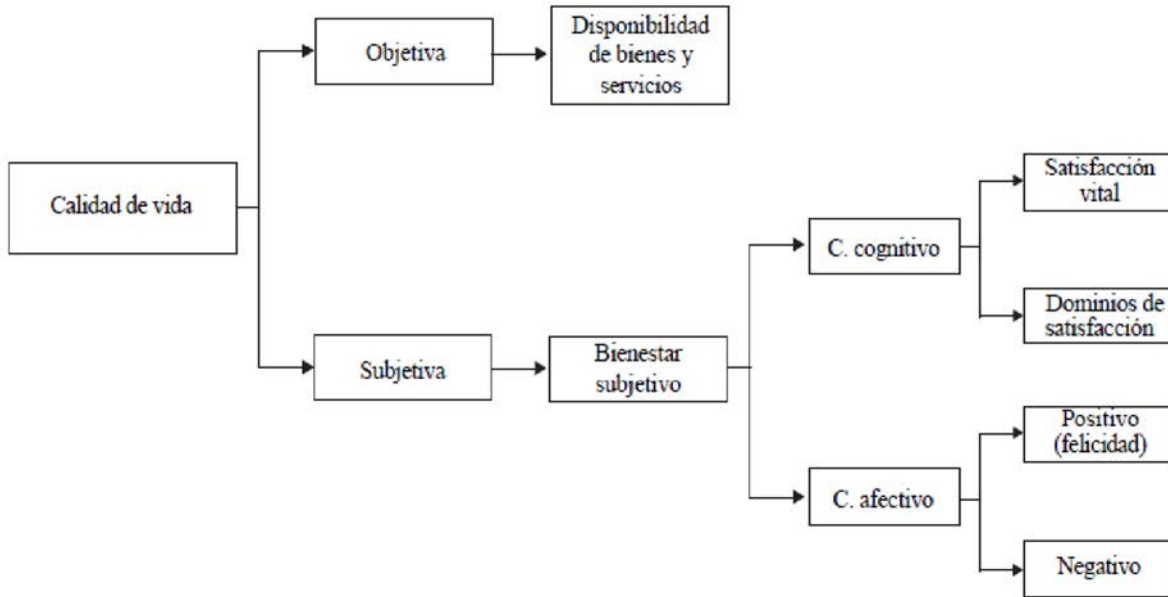 Objetiva
Disponibilidad
de bienes y
servicios
Calidad de vida
Subjetiva
Bienestar
subjetivo
C. cognitivo
Satisfacción
vital
Dominios de
satisfacción
C. afectivo
Positivo
(felicidad)
Negativo